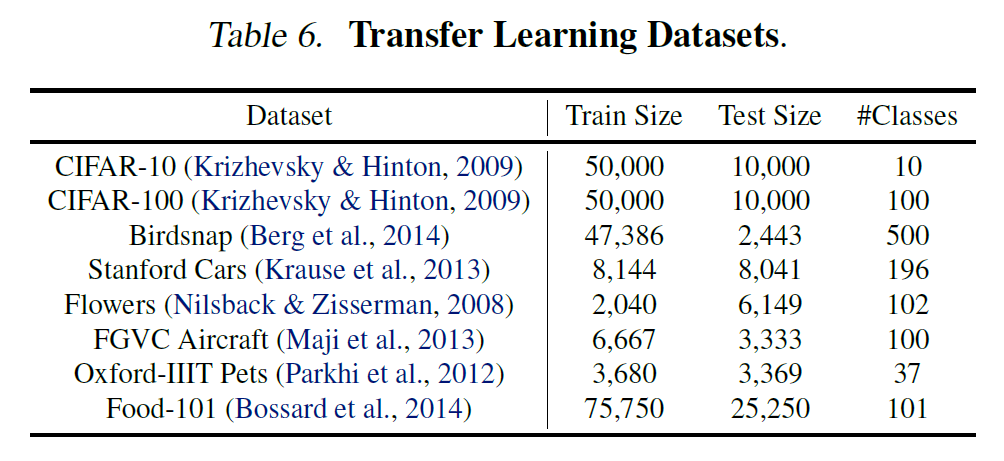 Table 6. Transfer Learning Datasets.
Dataset Train Size Test Size #Classes
CIFAR-10 (Krizhevsky & Hinton, 2009) 50,000 10,000 10
CIFAR-100 (Krizhevsky & Hinton, 2009) 50,000 10,000 100
Birdsnap (Berg et al., 2014) 47,386 2,443 500
Stanford Cars (Krause et al., 2013) 8,144 8,041 196
Flowers (Nilsback & Zisserman, 2008) 2,040 6,149 102
FGVC Aircraft (Maji et al., 2013) 6,667 3,333 100
Oxford-IIIT Pets (Parkhi et al., 2012) 3,680 3,369 37
Food-101 (Bossard et al., 2014) 75,750 25,250 101